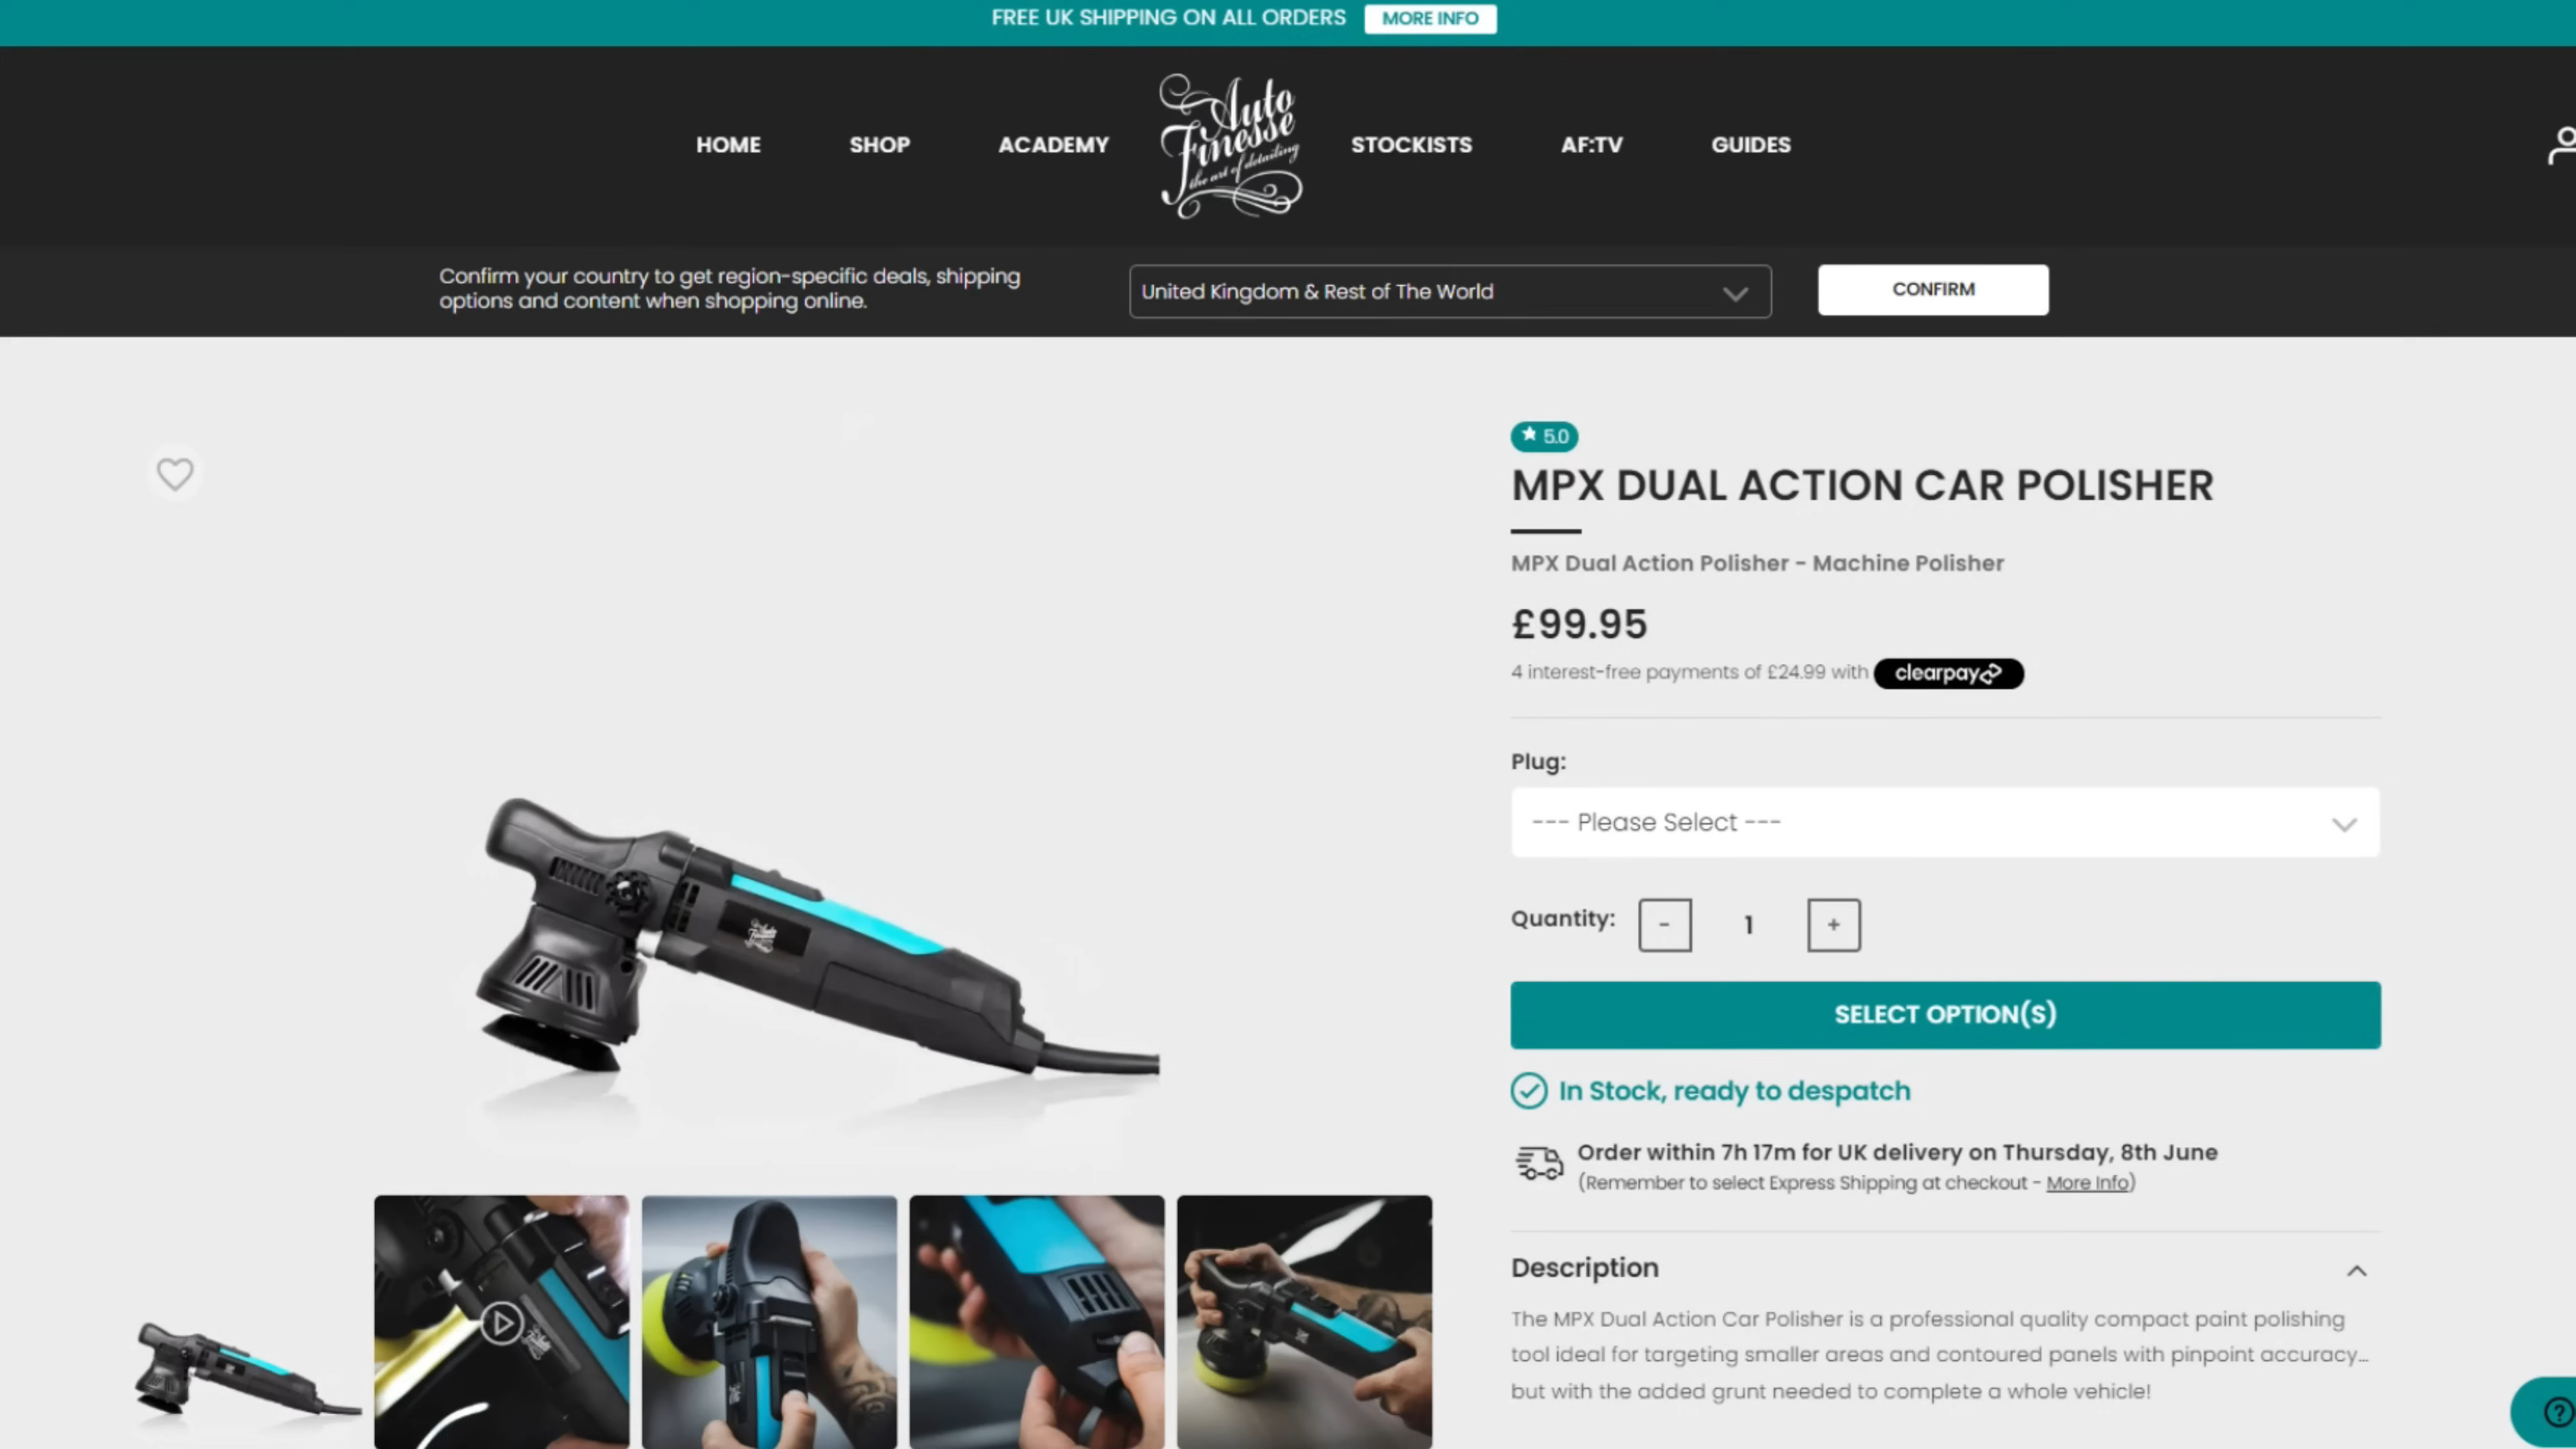 FREE UK SHIPPING ON ALL ORDERS MORE INFO
HOME SHOP ACADEMY Auto Finesse the art of detailing STOCKISTS AF:TV GUIDES
Confirm your country to get region-specific deals, shipping
options and content when shopping online.
United Kingdom & Rest of The World
CONFIRM
5.0
MPX DUAL ACTION CAR POLISHER
MPX Dual Action Polisher - Machine Polisher
£99.95
4 interest-free payments of £24.99 with clearpay
Plug:
--- Please Select ---
Quantity: - 1 +
SELECT OPTION(S)
In Stock, ready to despatch
Order within 7h 17m for UK delivery on Thursday, 8th June
(Remember to select Express Shipping at checkout - More Info)
Description
The MPX Dual Action Car Polisher is a professional quality compact paint polishing
tool ideal for targeting smaller areas and contoured panels with pinpoint accuracy...
but with the added grunt needed to complete a whole vehicle!
Auto Finesse
?